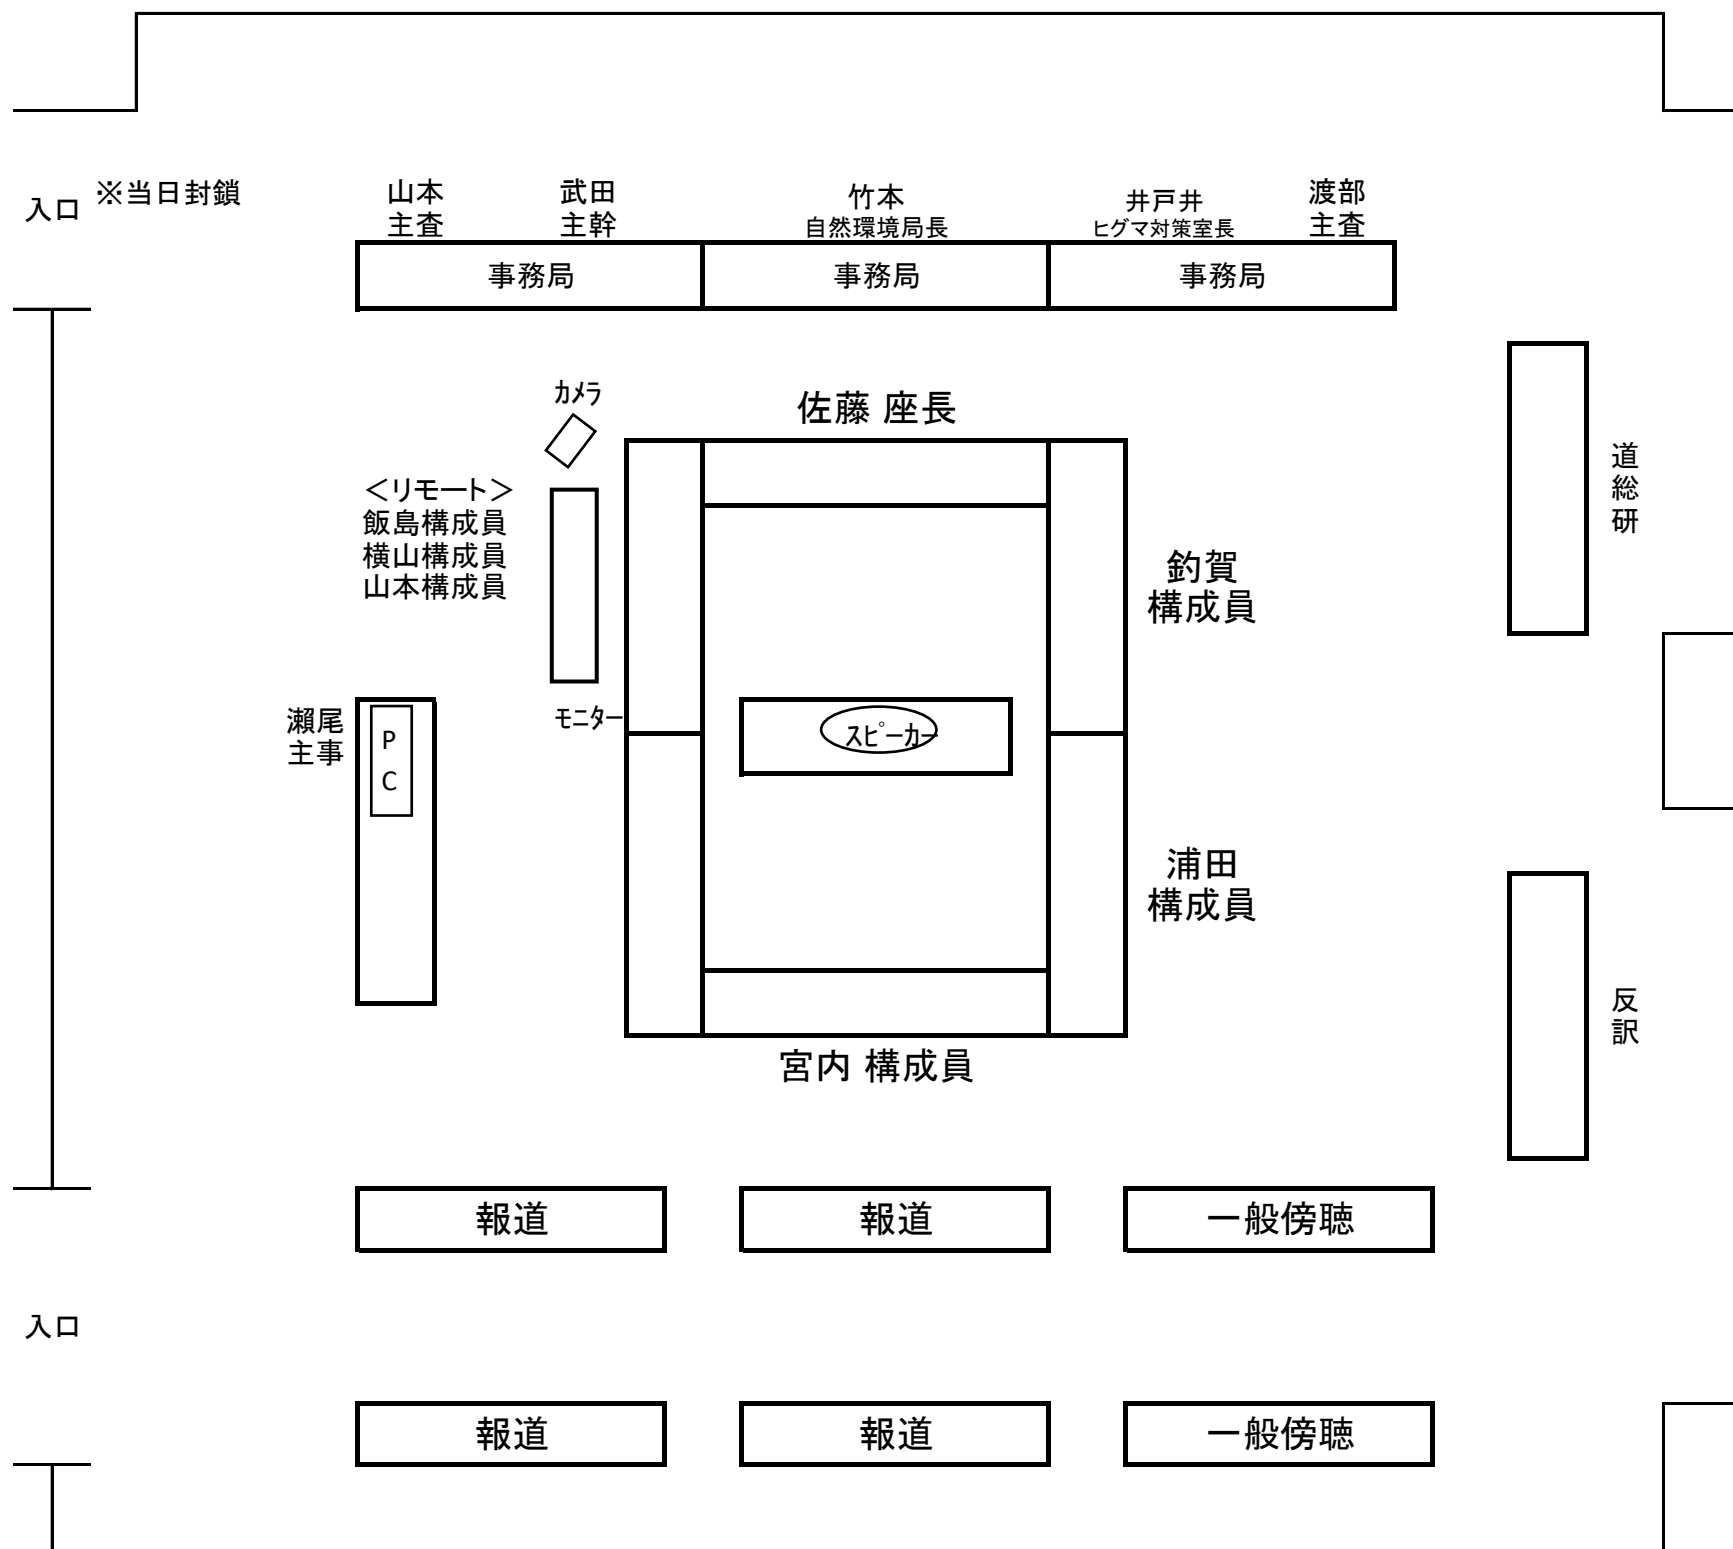 入口
※当日封鎖
山本
主査
武田
主幹
竹本
自然環境局長
井戸井
ヒグマ対策室長
渡部
主査
事務局
事務局
事務局
カメラ
佐藤 座長
<リモート>
飯島構成員
横山構成員
山本構成員
モニター
釣賀
構成員
道総研
瀬尾
主事
P
C
スピーカー
浦田
構成員
反訳
宮内 構成員
報道
報道
一般傍聴
入口
報道
報道
一般傍聴